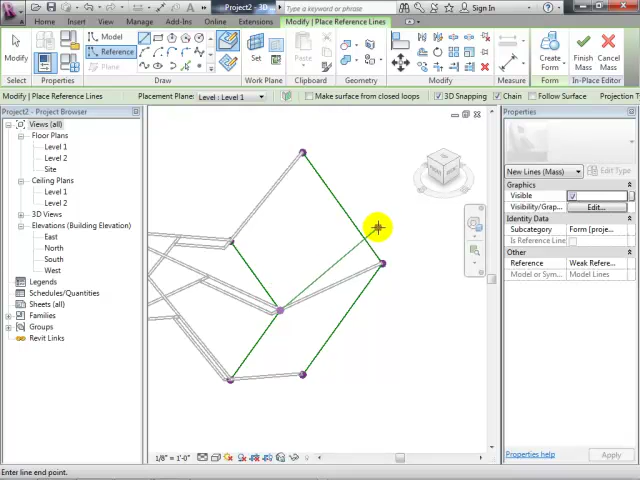 Project2 - 3D
Type a keyword or phrase
Sign In
Home Insert View Manage Add-Ins Online Extensions Modify | Place Reference Lines
Modify
Model
Reference
Plane
Set
Paste
Create
Form
Finish
Mass
Cancel
Mass
Select
Properties
Draw
Work Plane
Clipboard
Geometry
Modify
Measure
Form
In-Place Editor
Modify | Place Reference Lines
Placement Plane:
Level : Level 1
Make surface from closed loops
3D Snapping
Chain
Follow Surface
Projection
Project2 - Project Browser
Views (all)
Floor Plans
Level 1
Level 2
Site
Ceiling Plans
Level 1
Level 2
3D Views
Elevations (Building Elevation)
East
North
South
West
Legends
Schedules/Quantities
Sheets (all)
Families
Groups
Revit Links
Properties
New Lines (Mass)
Edit Type
Graphics
Visible
Visibility/Grap...
Edit...
Identity Data
Subcategory
Form [proje...
Is Reference Line
Other
Reference
Weak Refere...
Model or Sym...
Model Lines
Properties help
Apply
1/8" = 1'-0"
Enter line end point.